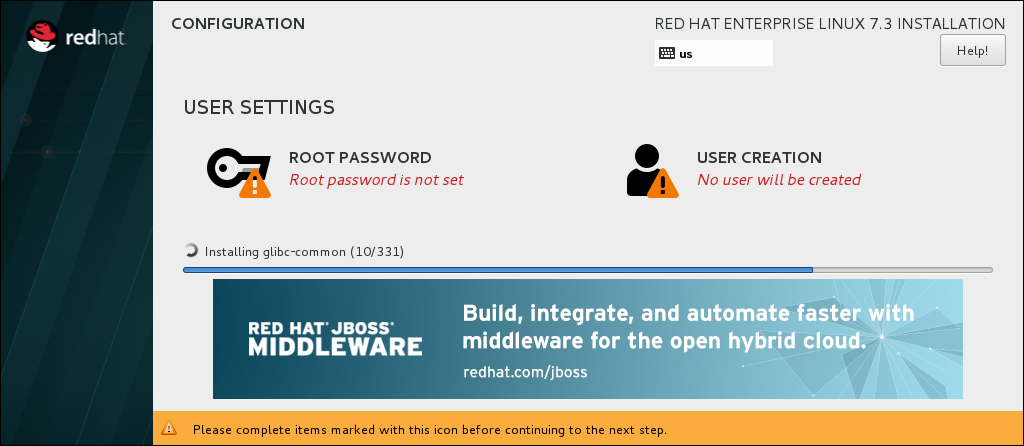 redhat.
CONFIGURATION
RED HAT ENTERPRISE LINUX 7.3 INSTALLATION
us
Help!
USER SETTINGS
ROOT PASSWORD
Root password is not set
USER CREATION
No user will be created
Installing glibc-common (10/331)
RED HAT® JBOSS®
MIDDLEWARE
Build, integrate, and automate faster with
middleware for the open hybrid cloud.
redhat.com/jboss
Please complete items marked with this icon before continuing to the next step.